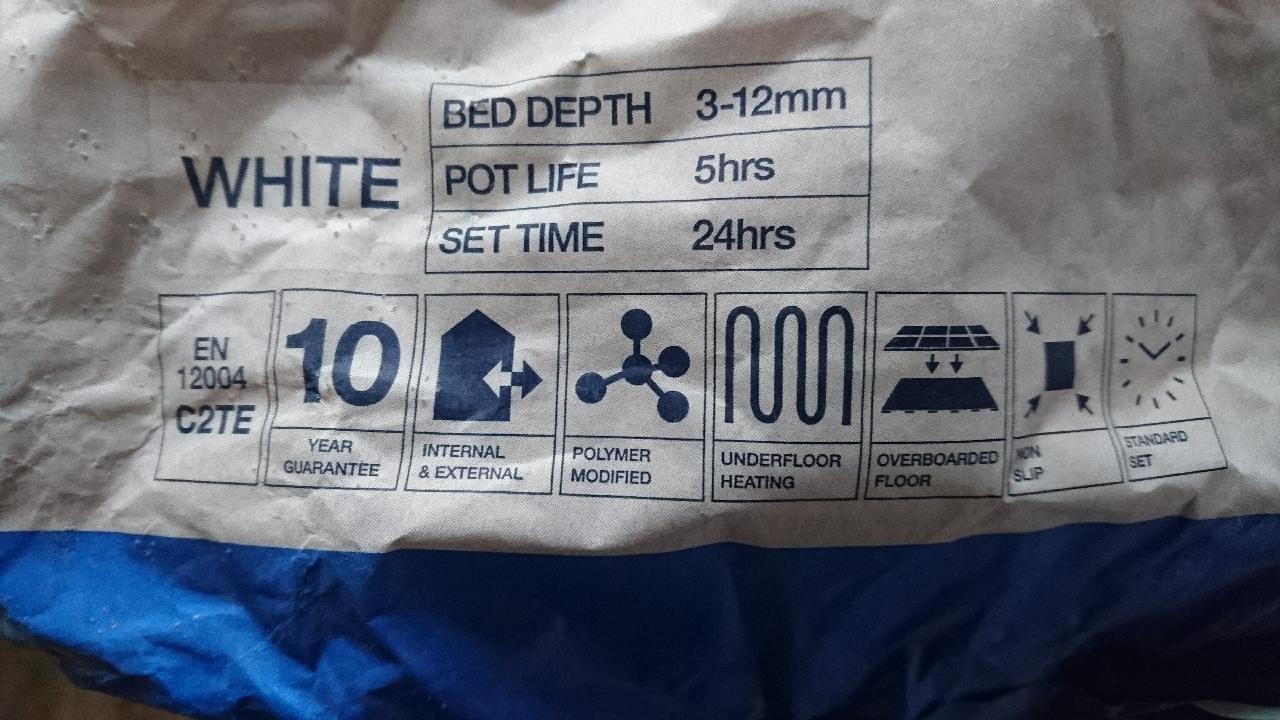 WHITE
BED DEPTH 3-12mm
POT LIFE 5hrs
SET TIME 24hrs
EN
12004
C2TE
10
YEAR
GUARANTEE
INTERNAL
& EXTERNAL
POLYMER
MODIFIED
UNDERFLOOR
HEATING
OVERBOARDED
FLOOR
NON
SLIP
STANDARD
SET